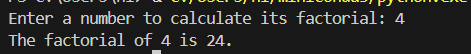 Enter a number to calculate its factorial: 4
The factorial of 4 is 24.